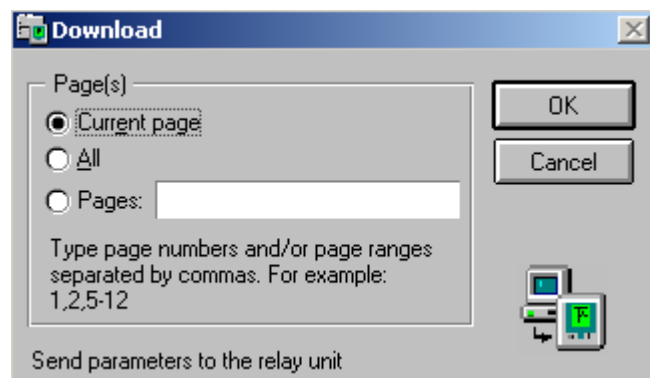 Download
Page(s)
Current page
All
Pages:
Type page numbers and/or page ranges
separated by commas. For example:
1,2,5-12
OK
Cancel
Send parameters to the relay unit